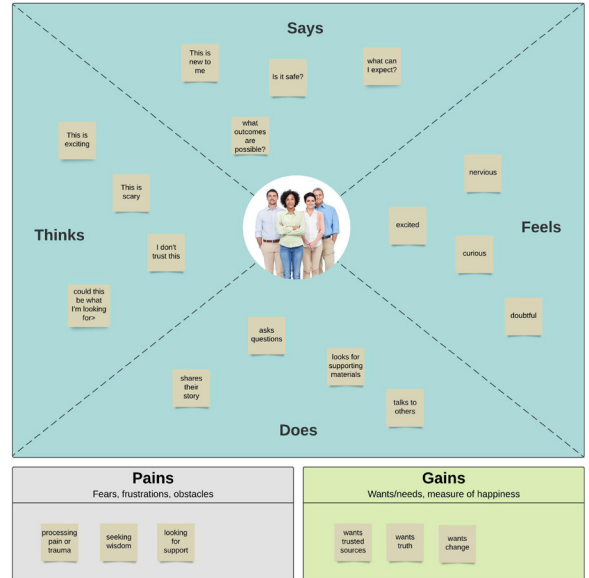 Says
This is
new to
me
Is it safe?
what can
I expect?
what
outcomes
are
possible?
Thinks
This is
exciting
This is
scary
I don't
trust this
could this
be what
I'm looking
for>
Feels
nervious
excited
curious
doubtful
Does
asks
questions
looks for
supporting
materials
shares
their
story
talks to
others
Pains
Fears, frustrations, obstacles
processing
pain or
trauma
seeking
wisdom
looking
for
support
Gains
Wants/needs, measure of happiness
wants
trusted
sources
wants
truth
wants
change